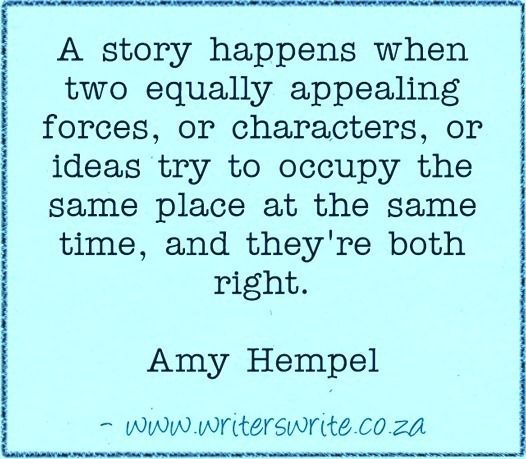 A story happens when
two equally appealing
forces, or characters, or
ideas try to occupy the
same place at the same
time, and they're both
right.
Amy Hempel
- www.writerswrite.co.za